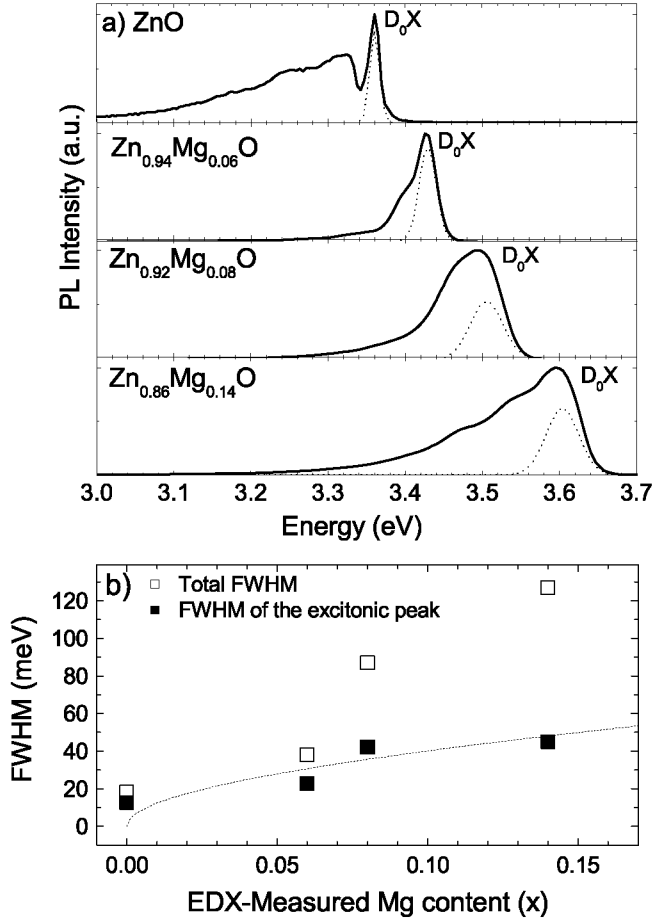 a) ZnO
D₀X
Zn₀.₉₄Mg₀.₀₆O
D₀X
Zn₀.₉₂Mg₀.₀₈O
D₀X
Zn₀.₈₆Mg₀.₁₄O
D₀X
PL Intensity (a.u.)
3.0 3.1 3.2 3.3 3.4 3.5 3.6 3.7
Energy (eV)
b)
Total FWHM
FWHM of the excitonic peak
120
100
80
60
40
20
0
FWHM (meV)
0.00 0.05 0.10 0.15
EDX-Measured Mg content (x)